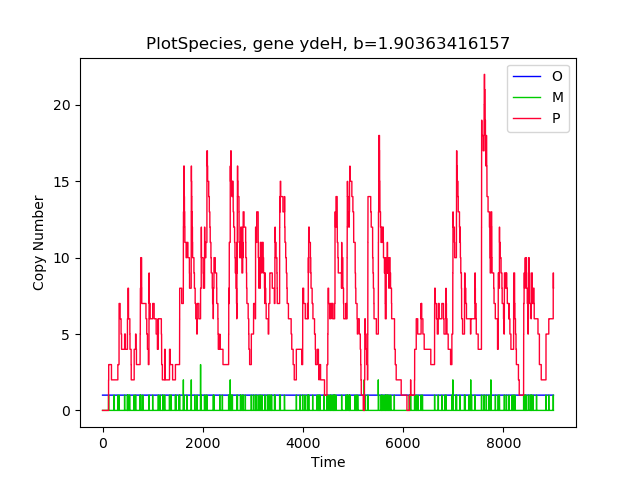 PlotSpecies, gene ydeH, b=1.90363416157
O
M
P
20
15
10
5
0
Copy Number
0 2000 4000 6000 8000
Time